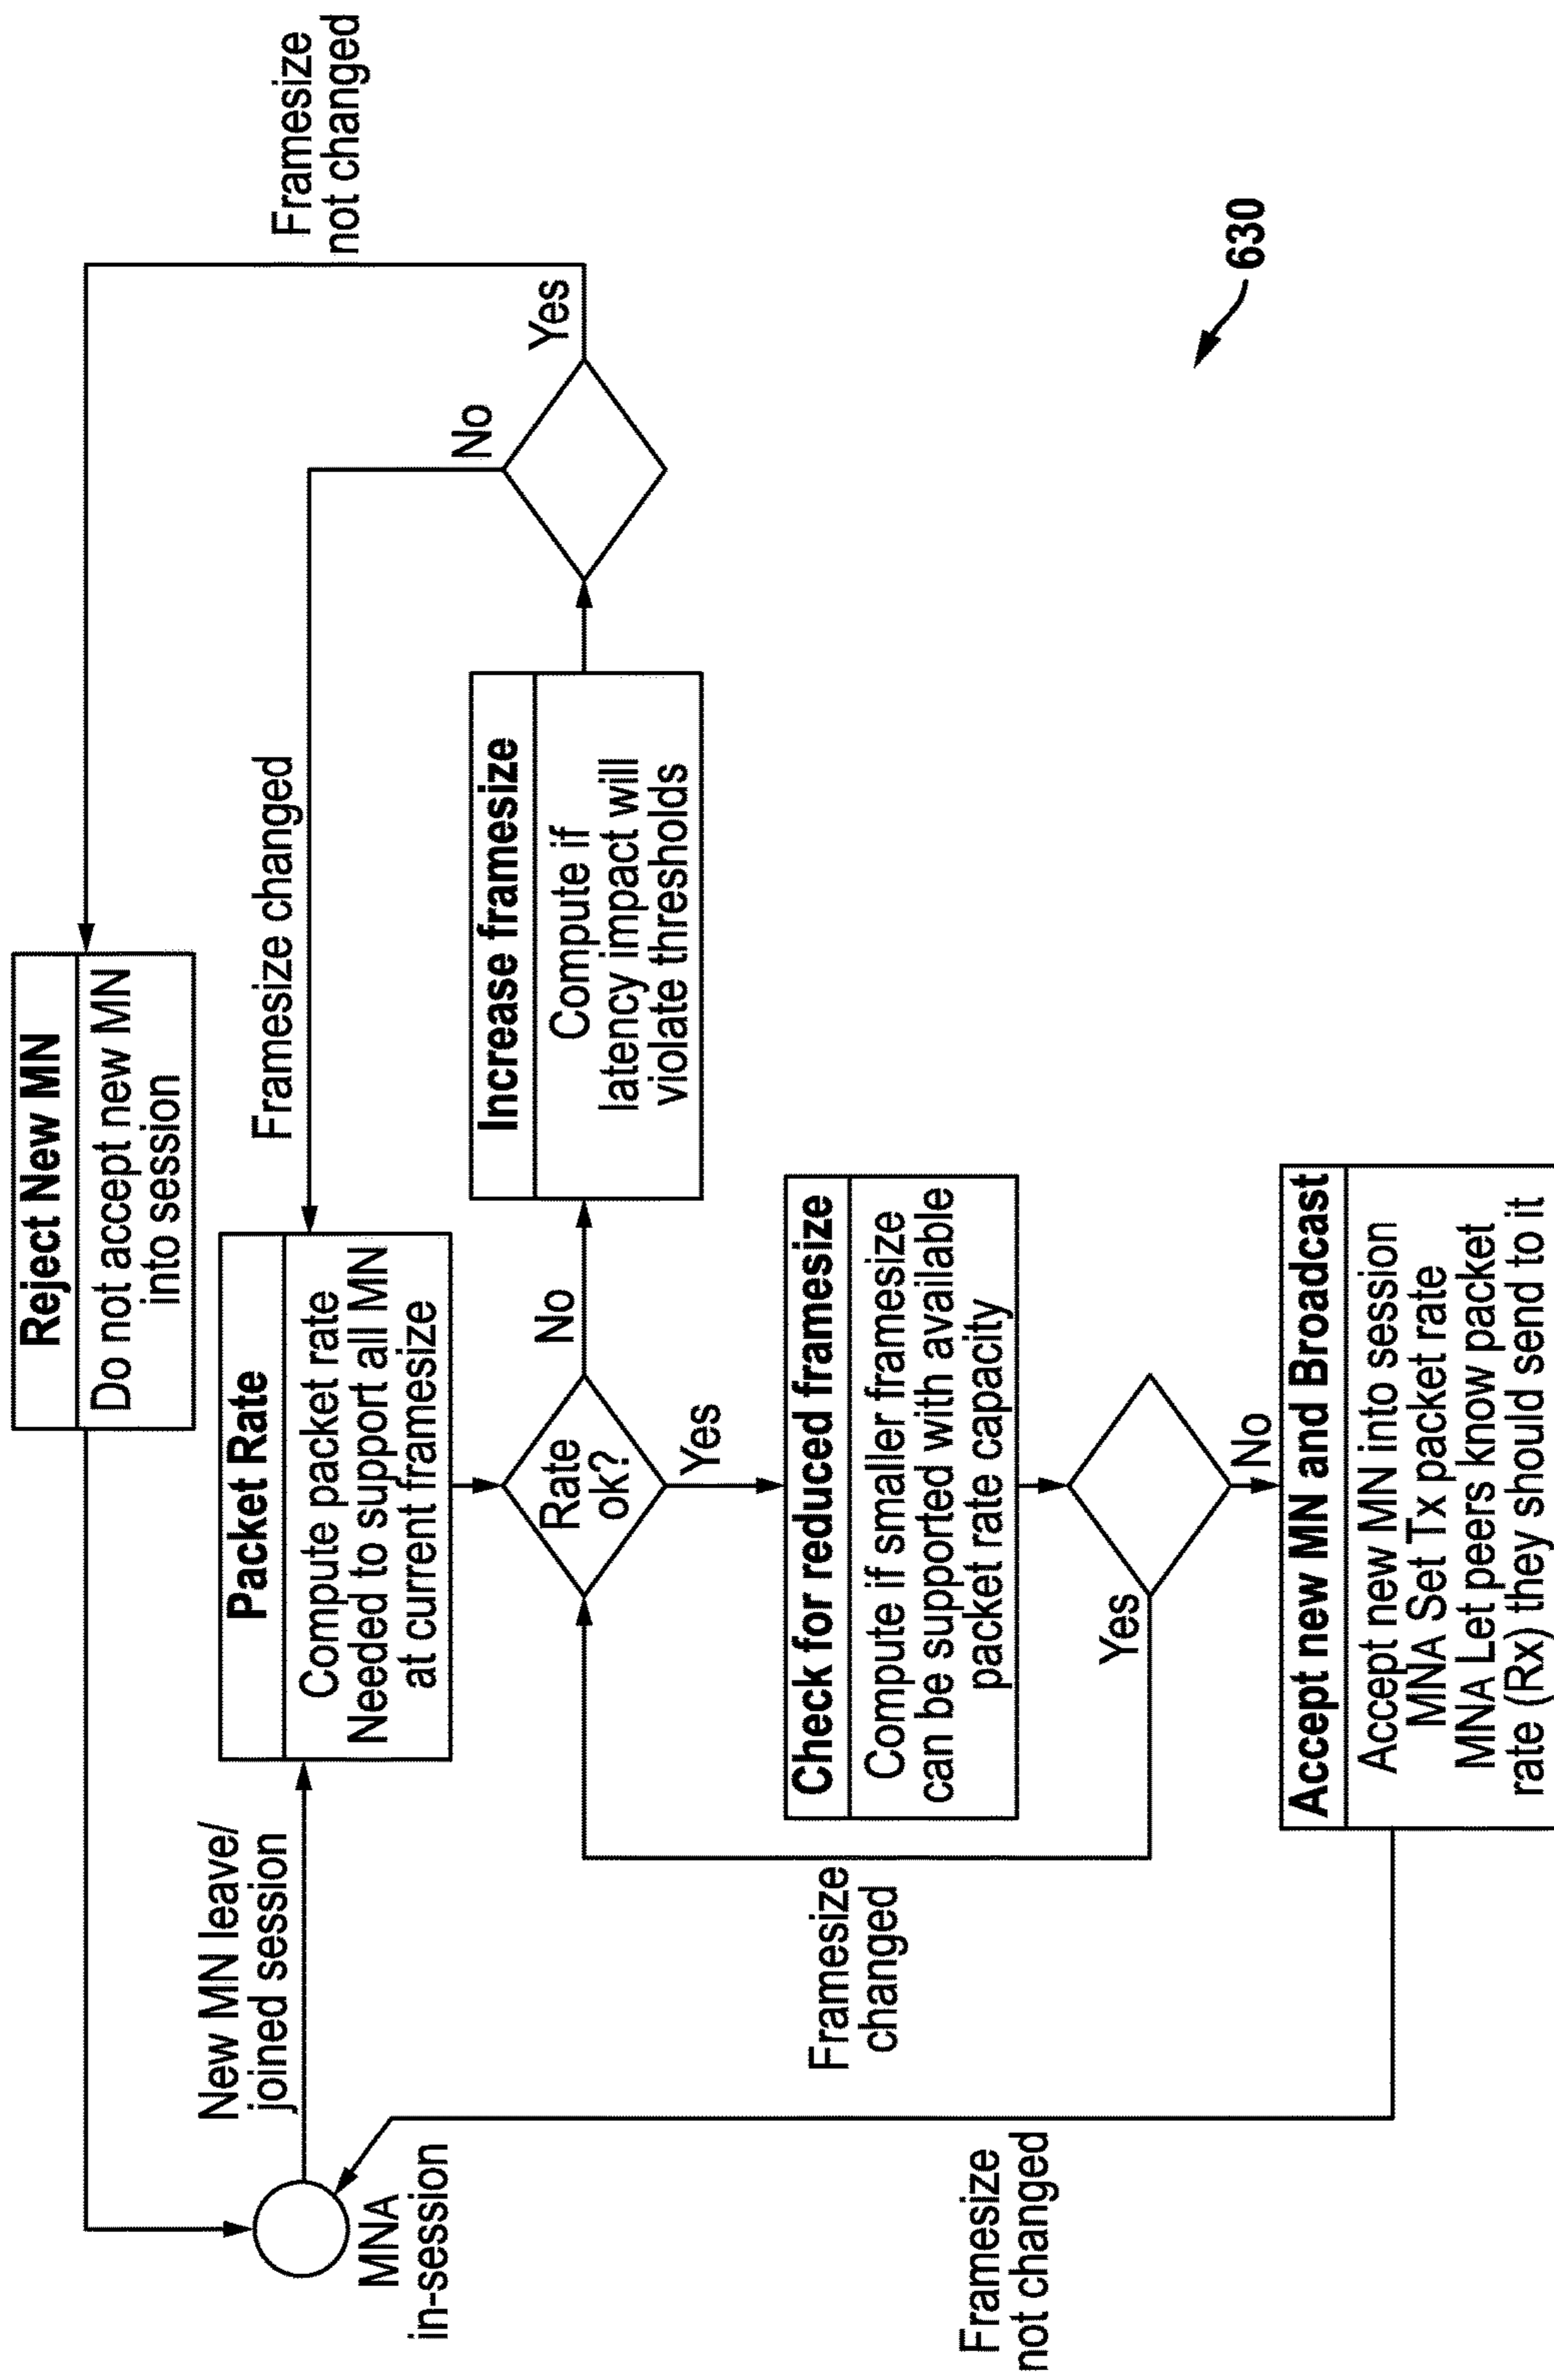 Reject New MN
Do not accept new MN
into session
Framesize
not changed
New MN leave/
joined session
Packet Rate
Compute packet rate
Needed to support all MN
at current framesize
Framesize changed
No
Yes
MNA
in-session
Rate
ok?
No
Yes
Increase framesize
Compute if
latency impact will
violate thresholds
Check for reduced framesize
Compute if smaller framesize
can be supported with available
packet rate capacity
Framesize
changed
Yes
No
Framesize
not changed
Accept new MN and Broadcast
Accept new MN into session
MNA Set Tx packet rate
MNA Let peers know packet
rate (Rx) they should send to it
630